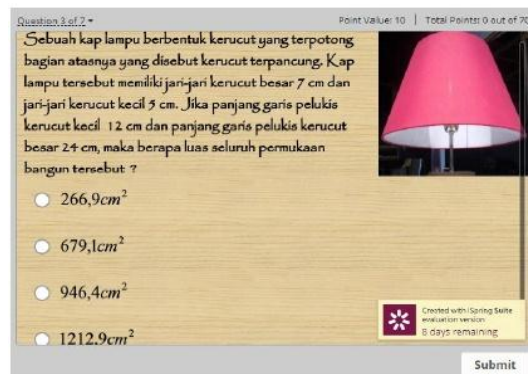 Question 3 of 7
Point Value: 10 | Total Points: 0 out of 70
Sebuah kap lampu berbentuk kerucut yang terpotong
bagian atasnya yang disebut kerucut terpancung. Kap
lampu tersebut memiliki jari-jari kerucut besar 7 cm dan
jari-jari kerucut kecil 5 cm. Jika panjang garis pelukis
kerucut kecil 12 cm dan panjang garis pelukis kerucut
besar 24 cm, maka berapa luas seluruh permukaan
bangun tersebut ?
266,9cm²
679,1cm²
946,4cm²
1212,9cm²
Created with iSpring Suite
evaluation version
8 days remaining
Submit